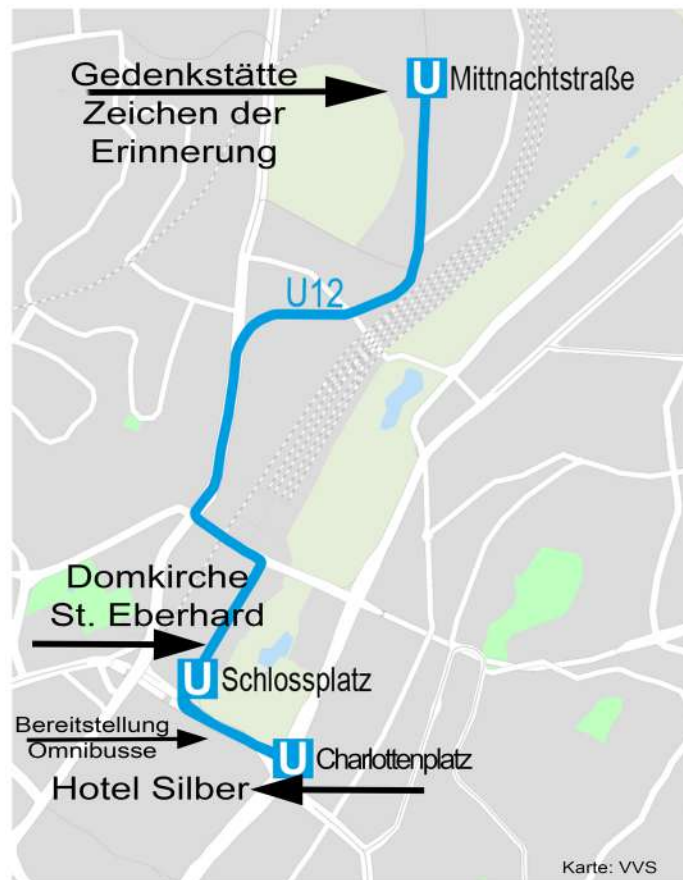 Gedenkstätte
Zeichen der
Erinnerung
U Mittnachtstraße
U12
Domkirche
St. Eberhard
U Schlossplatz
Bereitstellung
Omnibusse
U Charlottenplatz
Hotel Silber
Karte: VVS